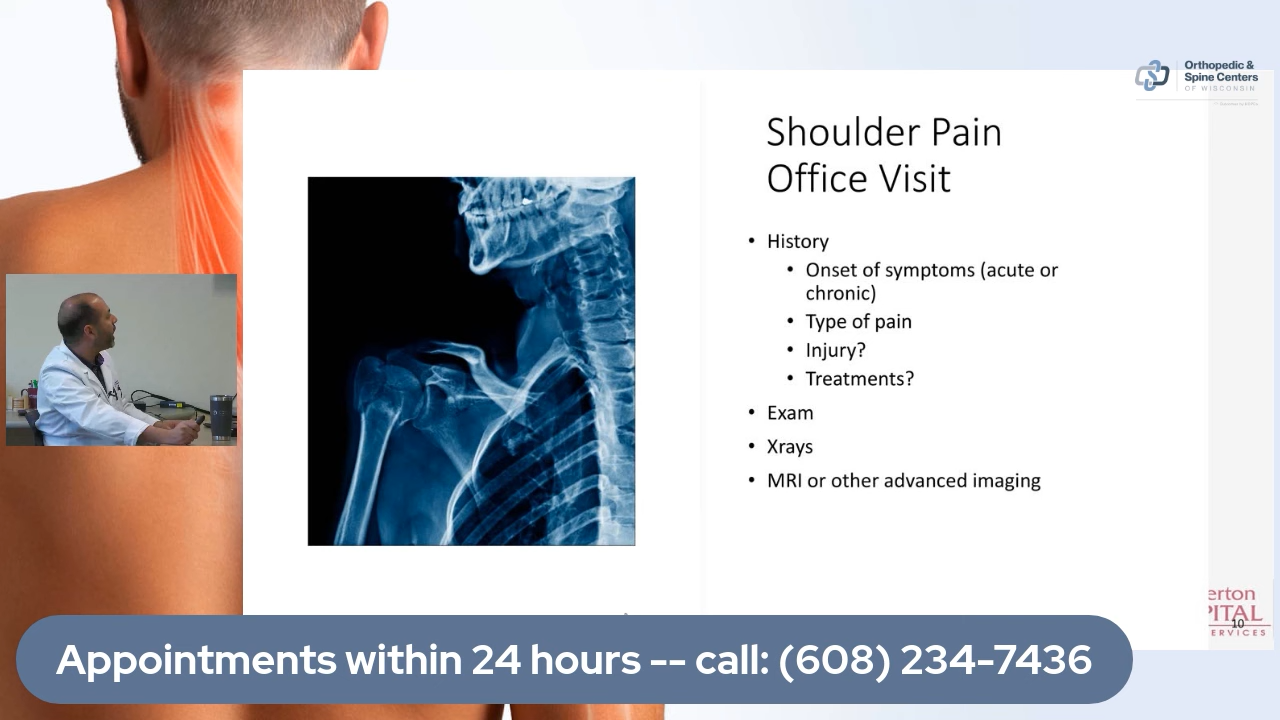 Orthopedic &
Spine Centers
OF WISCONSIN
Shoulder Pain
Office Visit
• History
• Onset of symptoms (acute or
chronic)
• Type of pain
• Injury?
• Treatments?
• Exam
• Xrays
• MRI or other advanced imaging
erton
PITAL
10
ERVICES
Appointments within 24 hours -- call: (608) 234-7436